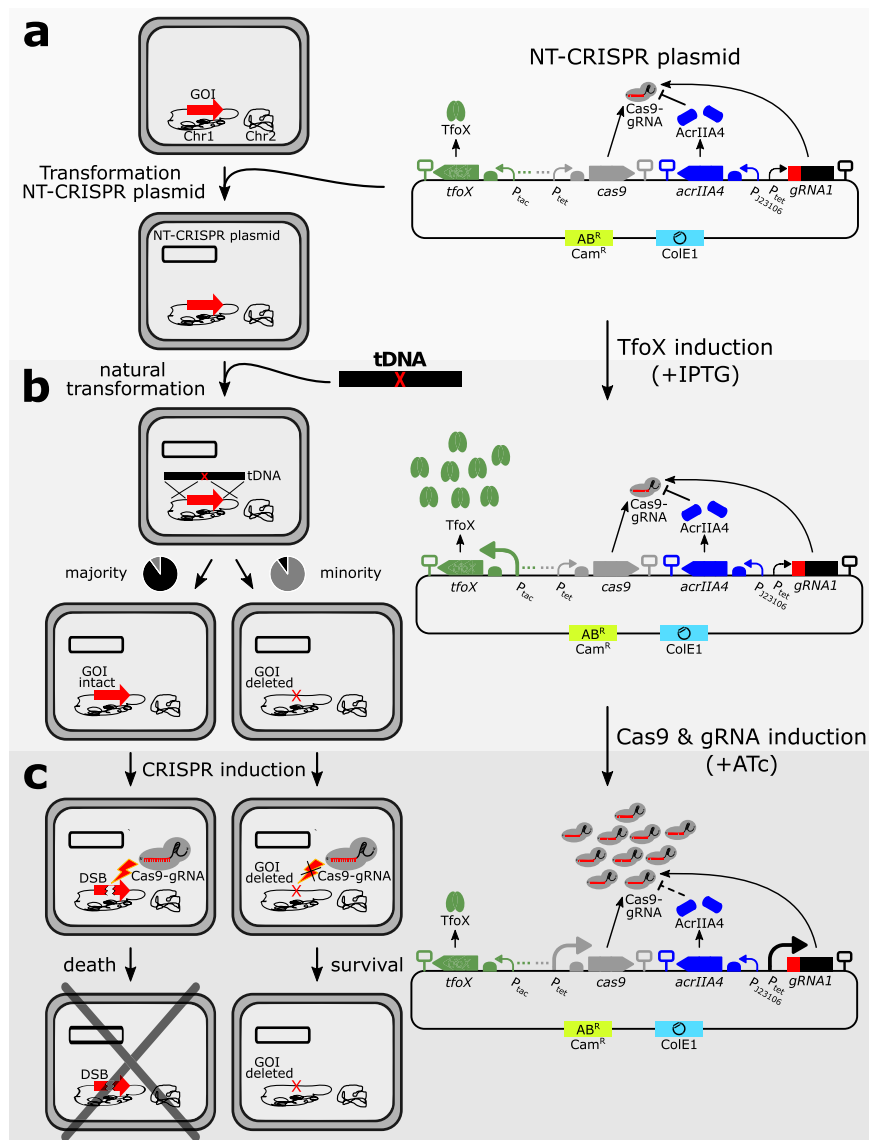 a
GOI
Chr1
Chr2
Transformation
NT-CRISPR plasmid
NT-CRISPR plasmid
NT-CRISPR plasmid
TfoX
Cas9-
gRNA
AcrIIA4
tfoX
Ptac
Ptet
cas9
acrIIA4
PJ23106
Ptet
gRNA1
ABR
CamR
ColE1
TfoX induction
(+IPTG)
b
natural
transformation
tDNA
X
X
tDNA
majority
minority
GOI
intact
GOI
deleted
X
TfoX
Cas9-
gRNA
AcrIIA4
tfoX
Ptac
Ptet
cas9
acrIIA4
PJ23106
Ptet
gRNA1
ABR
CamR
ColE1
Cas9 & gRNA induction
(+ATc)
c
CRISPR induction
DSB
Cas9-gRNA
GOI
deleted
X
Cas9-gRNA
death
survival
DSB
GOI
deleted
X
TfoX
Cas9-
gRNA
AcrIIA4
tfoX
Ptac
Ptet
cas9
acrIIA4
PJ23106
Ptet
gRNA1
ABR
CamR
ColE1